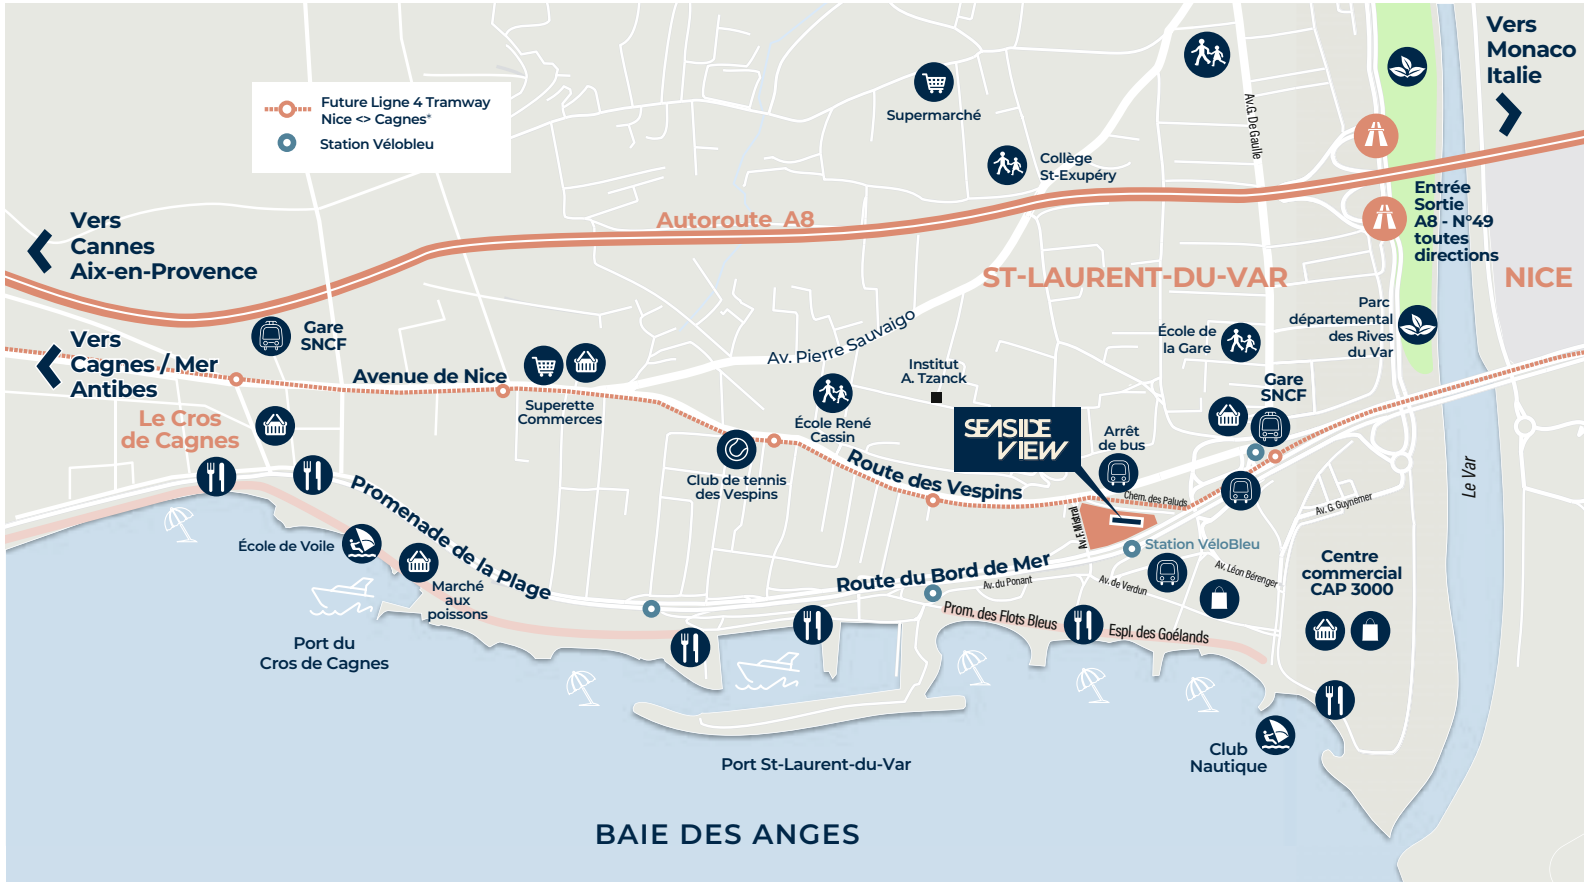 Vers
Monaco
Italie
Future Ligne 4 Tramway
Nice <> Cagnes*
Station Vélobleu
Supermarché
Av.G. De Gaulle
Collège
St-Exupéry
Entrée
Sortie
A8 - N°49
toutes
directions
Vers
Cannes
Aix-en-Provence
Autoroute A8
ST-LAURENT-DU-VAR
NICE
Gare
SNCF
Vers
Cagnes / Mer
Antibes
Av. Pierre Sauvaigo
Parc
départemental
des Rives
du Var
École de
la Gare
Avenue de Nice
Institut
A. Tzanck
Gare
SNCF
Superette
Commerces
École René
Cassin
Le Cros
de Cagnes
SEASIDE
VIEW
Arrêt
de bus
Club de tennis
des Vespins
Route des Vespins
Chem. des Paluds
Le Var
Av. G. Guynemer
Av. F. Mistral
Promenade de la Plage
École de Voile
Station VéloBleu
Marché
aux
poissons
Route du Bord de Mer
Av. du Ponant
Av. de Verdun
Av. Léon Bérenger
Centre
commercial
CAP 3000
Prom. des Flots Bleus
Espl. des Goélands
Port du
Cros de Cagnes
Club
Nautique
Port St-Laurent-du-Var
BAIE DES ANGES